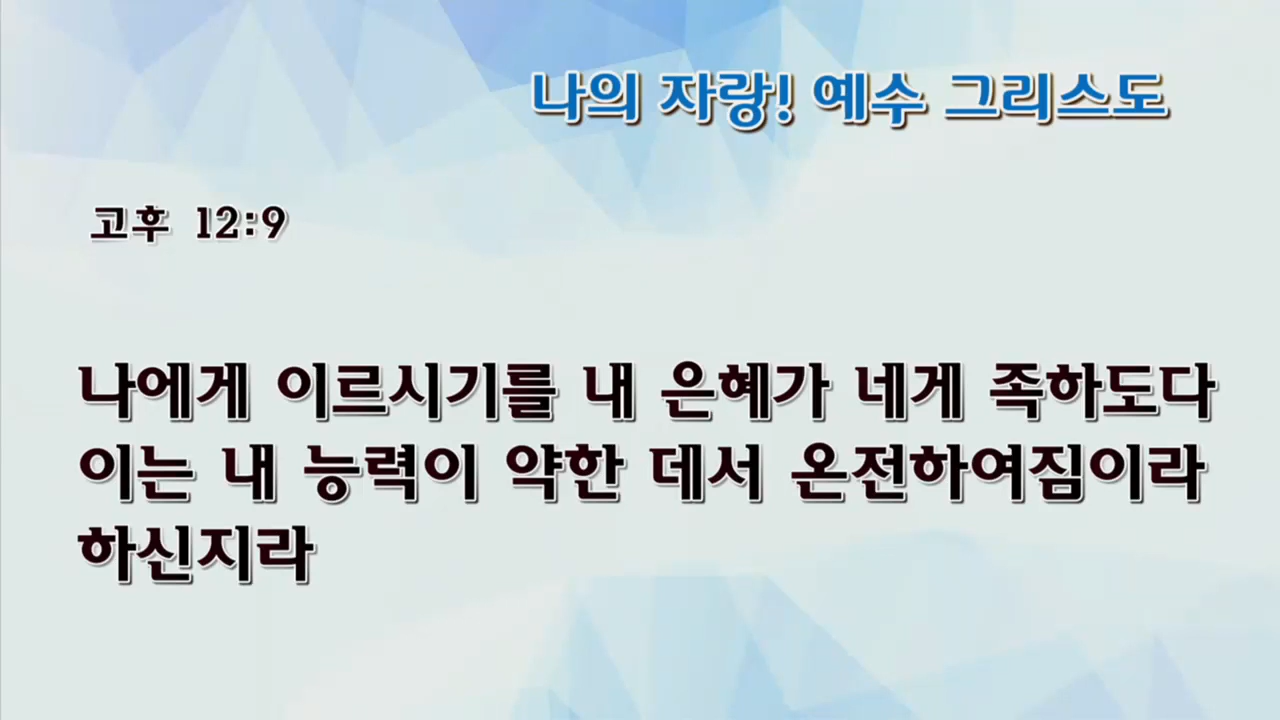 나의 자랑! 예수 그리스도
고후 12:9
나에게 이르시기를 내 은혜가 네게 족하도다
이는 내 능력이 약한 데서 온전하여짐이라
하신지라